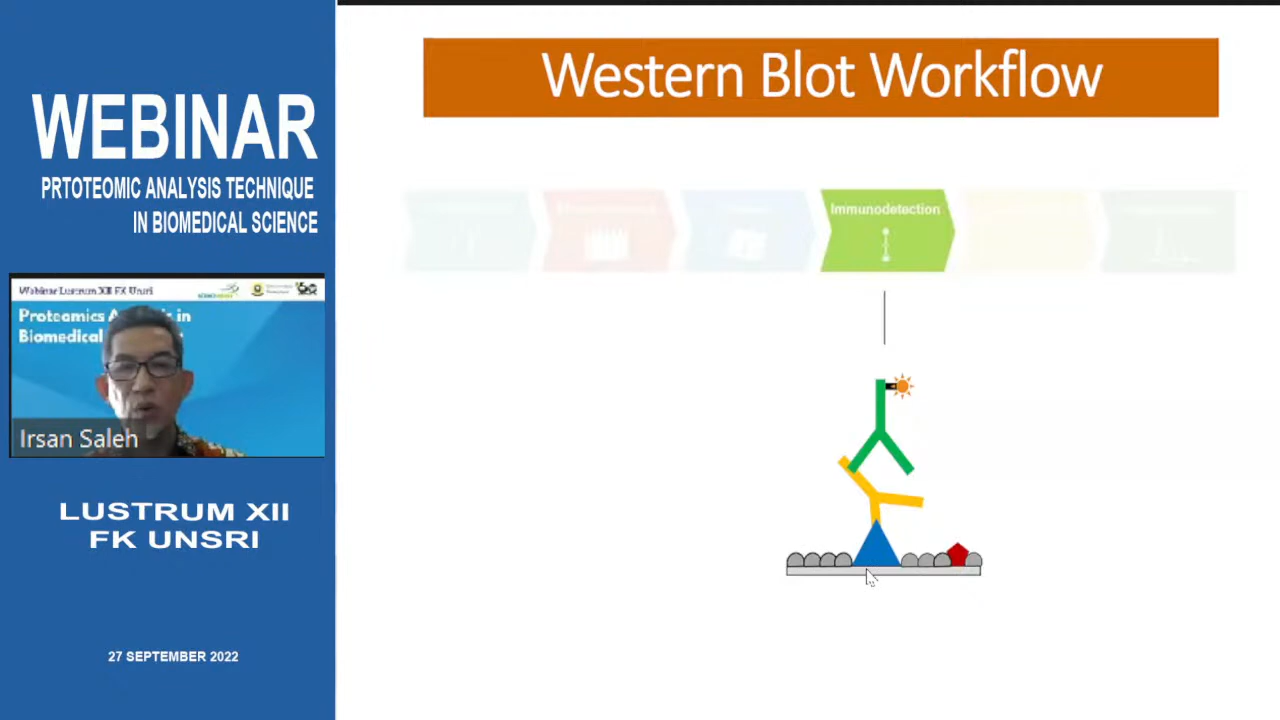 WEBINAR
PRTOTEOMIC ANALYSIS TECHNIQUE
IN BIOMEDICAL SCIENCE
Webinar Lustrum XII FK Unsri
Proteomics A in
Biomedical
Irsan Saleh
LUSTRUM XII
FK UNSRI
27 SEPTEMBER 2022
Western Blot Workflow
Immunodetection